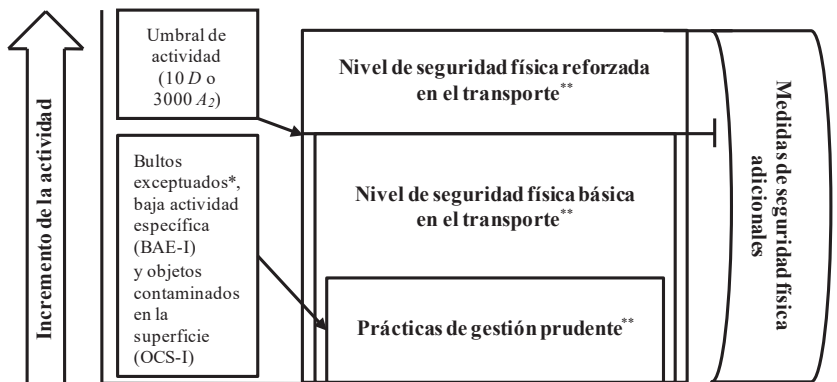 Incremento de la actividad
Umbral de
actividad
(10 D o
3000 A2)
Bultos
exceptuados*,
baja actividad
específica
(BAE-I)
y objetos
contaminados
en la
superficie
(OCS-I)
Nivel de seguridad física reforzada
en el transporte**
Nivel de seguridad física básica
en el transporte**
Prácticas de gestión prudente**
Medidas de seguridad física
adicionales